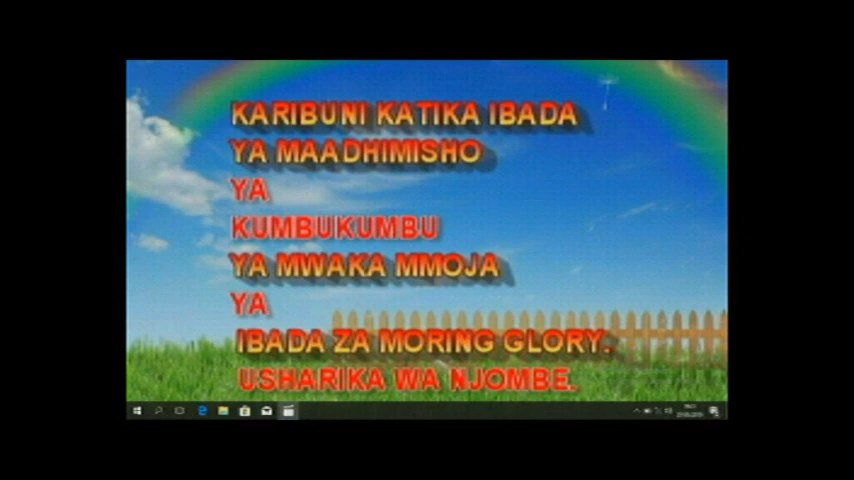 KARIBUNI KATIKA IBADA
YA MAADHIMISHO
YA
KUMBUKUMBU
YA MWAKA MMOJA
YA
IBADA ZA MORING GLORY.
USHARIKA WA NJOMBE.